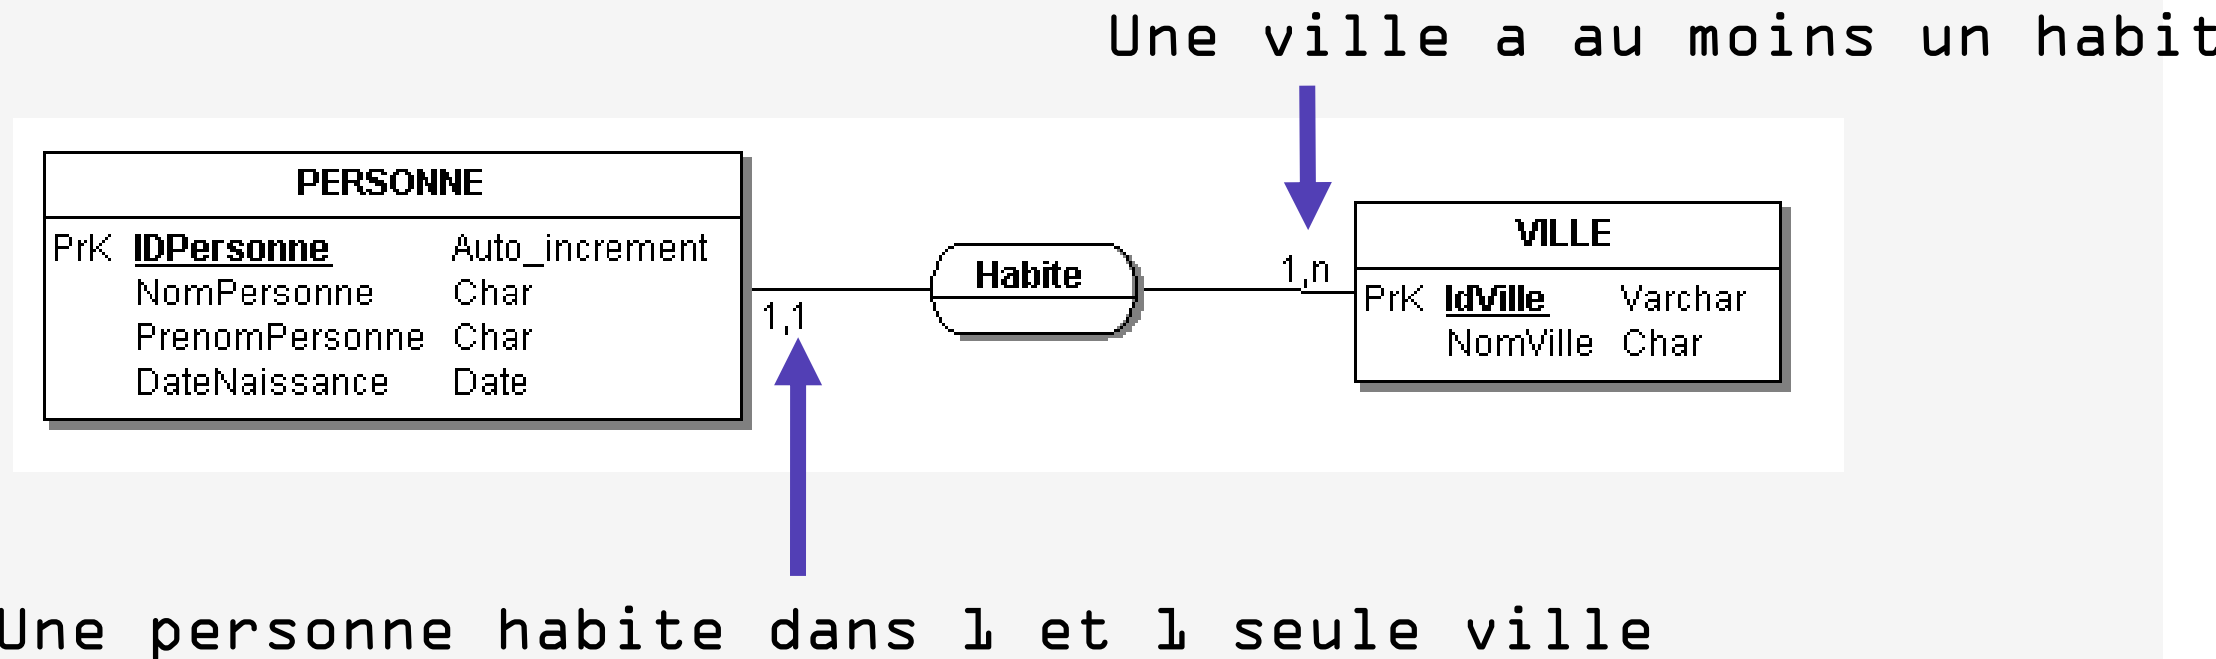 Une ville a au moins un habit
PERSONNE
PrK IDPersonne Auto_increment
NomPersonne Char
PrenomPersonne Char
DateNaissance Date
1,1
Habite
1,n
VILLE
PrK IdVille Varchar
NomVille Char
Une personne habite dans 1 et 1 seule ville